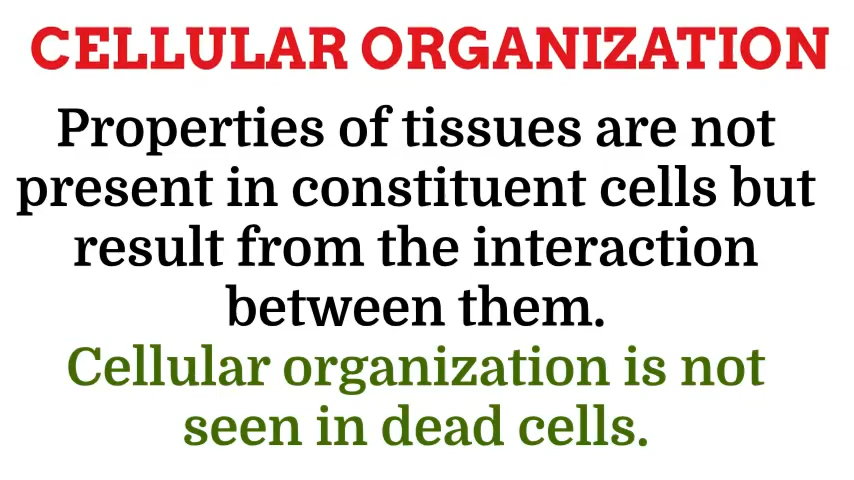 CELLULAR ORGANIZATION
Properties of tissues are not
present in constituent cells but
result from the interaction
between them.
Cellular organization is not
seen in dead cells.